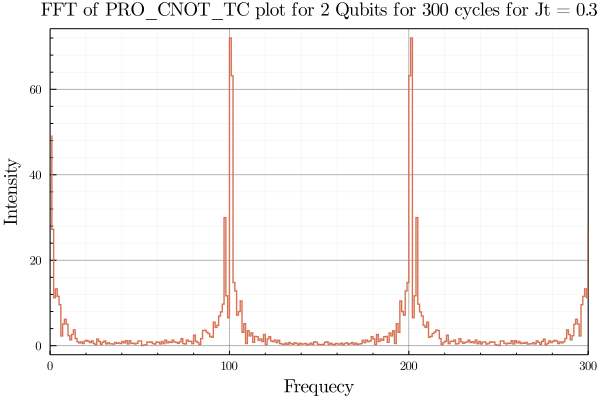 FFT of PRO_CNOT_TC plot for 2 Qubits for 300 cycles for Jt = 0.3
60
40
20
0
0 100 200 300
Intensity
Frequecy